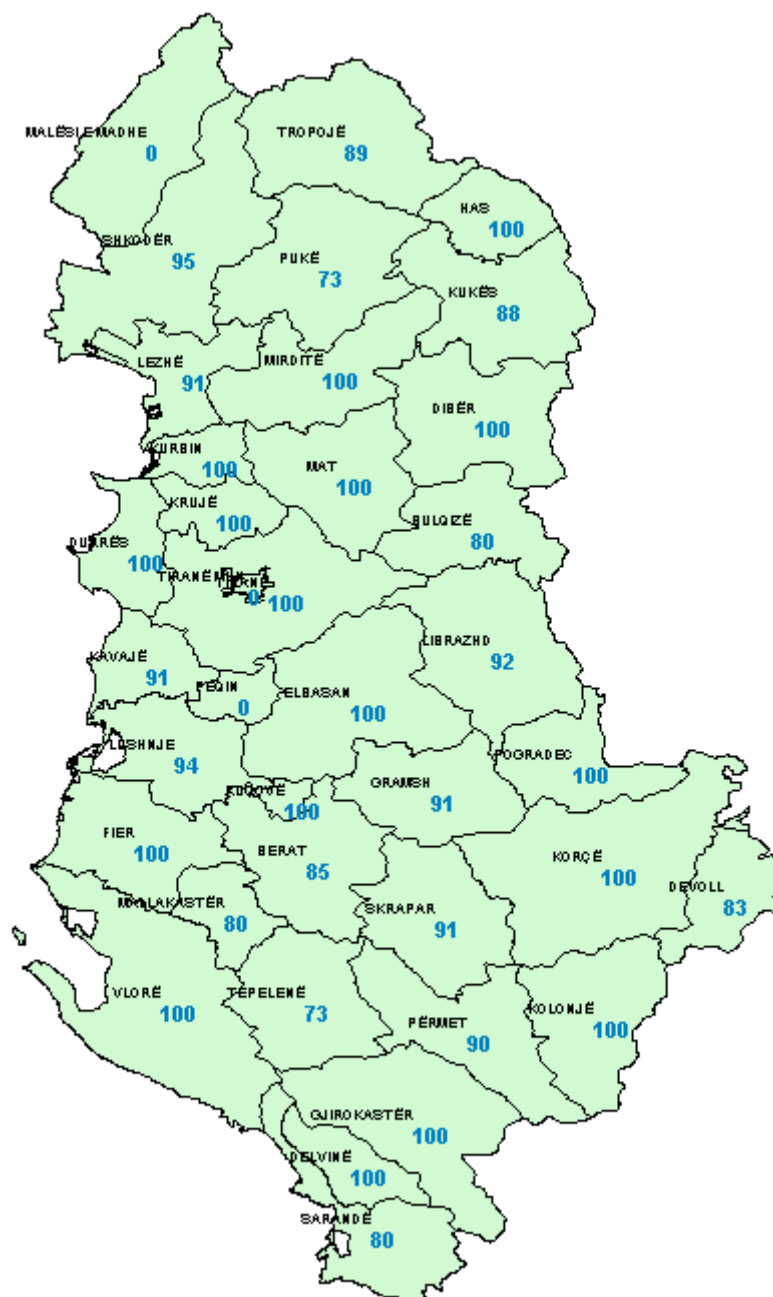 MALËSI E MADHE
0
TROPOJË
89
HAS
100
SHKODËR
95
PUKË
73
KUKËS
88
LEZHË
91
MIRDITË
100
DIBËR
100
KURBIN
100
MAT
100
KRUJË
100
BULQIZË
80
DURRËS
100
0
100
LIBRAZHD
92
KAVAJË
91
PEQIN
0
ELBASAN
100
LUSHNJE
94
POGRADEC
100
GRAMSH
91
KUÇOVË
100
FIER
100
BERAT
85
KORÇË
100
DEVOLL
83
MALLAKASTËR
80
SKRAPAR
91
VLORË
100
TEPELENË
73
PËRMET
90
KOLONJË
100
GJIROKASTËR
100
DELVINË
100
SARANDË
80